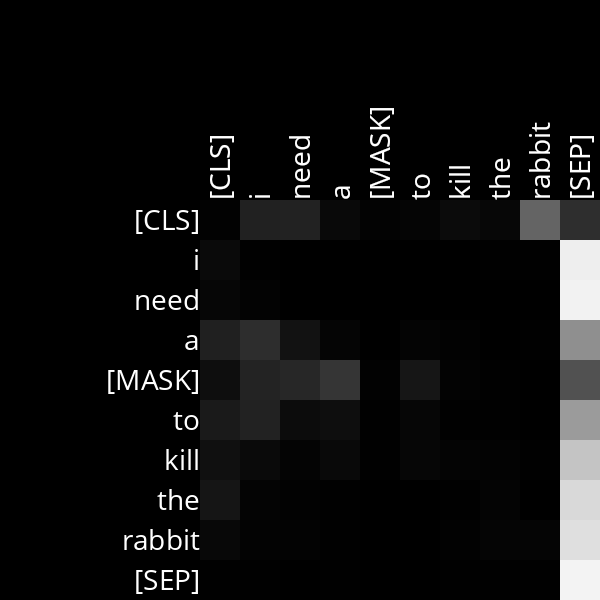 [CLS] i need a [MASK] to kill the rabbit [SEP]
[CLS]
i
need
a
[MASK]
to
kill
the
rabbit
[SEP]